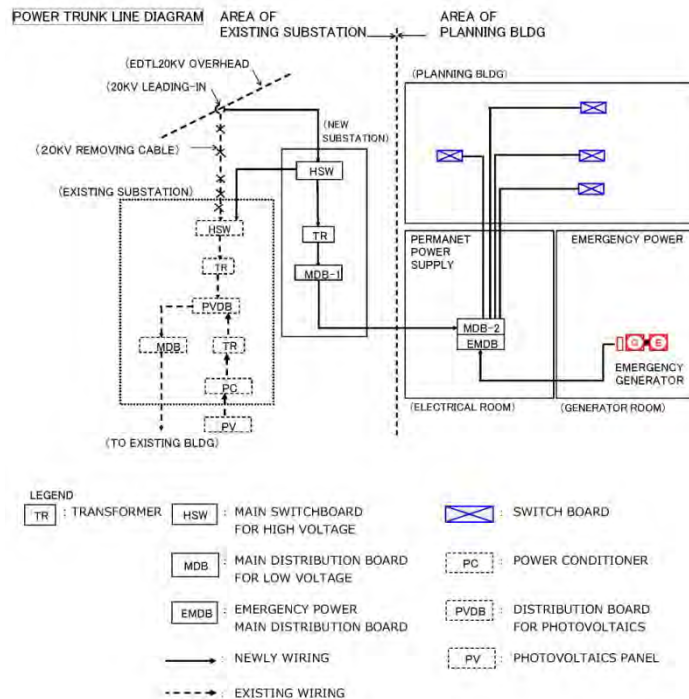 POWER TRUNK LINE DIAGRAM
AREA OF
EXISTING SUBSTATION
AREA OF
PLANNING BLDG
(EDTL20KV OVERHEAD
(20KV LEADING-IN)
(20KV REMOVING CABLE)
(EXISTING SUBSTATION)
(NEW
SUBSTATION)
HSW
TR
MDB-1
HSW
TR
PVDB
MDB
TR
PC
PV
(TO EXISTING BLDG)
(PLANNING BLDG)
PERMANET
POWER
SUPPLY
MDB-2
EMDB
(ELECTRICAL ROOM)
EMERGENCY POWER
G E
EMERGENCY
GENERATOR
(GENERATOR ROOM)
LEGEND
TR : TRANSFORMER
HSW : MAIN SWITCHBOARD
FOR HIGH VOLTAGE
MDB : MAIN DISTRIBUTION BOARD
FOR LOW VOLTAGE
EMDB : EMERGENCY POWER
MAIN DISTRIBUTION BOARD
: NEWLY WIRING
: EXISTING WIRING
: SWITCH BOARD
PC : POWER CONDITIONER
PVDB : DISTRIBUTION BOARD
FOR PHOTOVOLTAICS
PV : PHOTOVOLTAICS PANEL